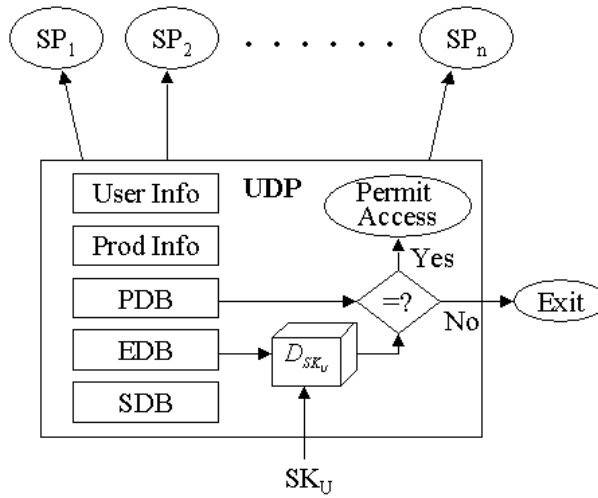 SP1
SP2
. . . . . .
SPn
User Info
UDP
Permit
Access
Prod Info
Yes
PDB
=?
No
Exit
EDB
DSKU
SDB
SKU